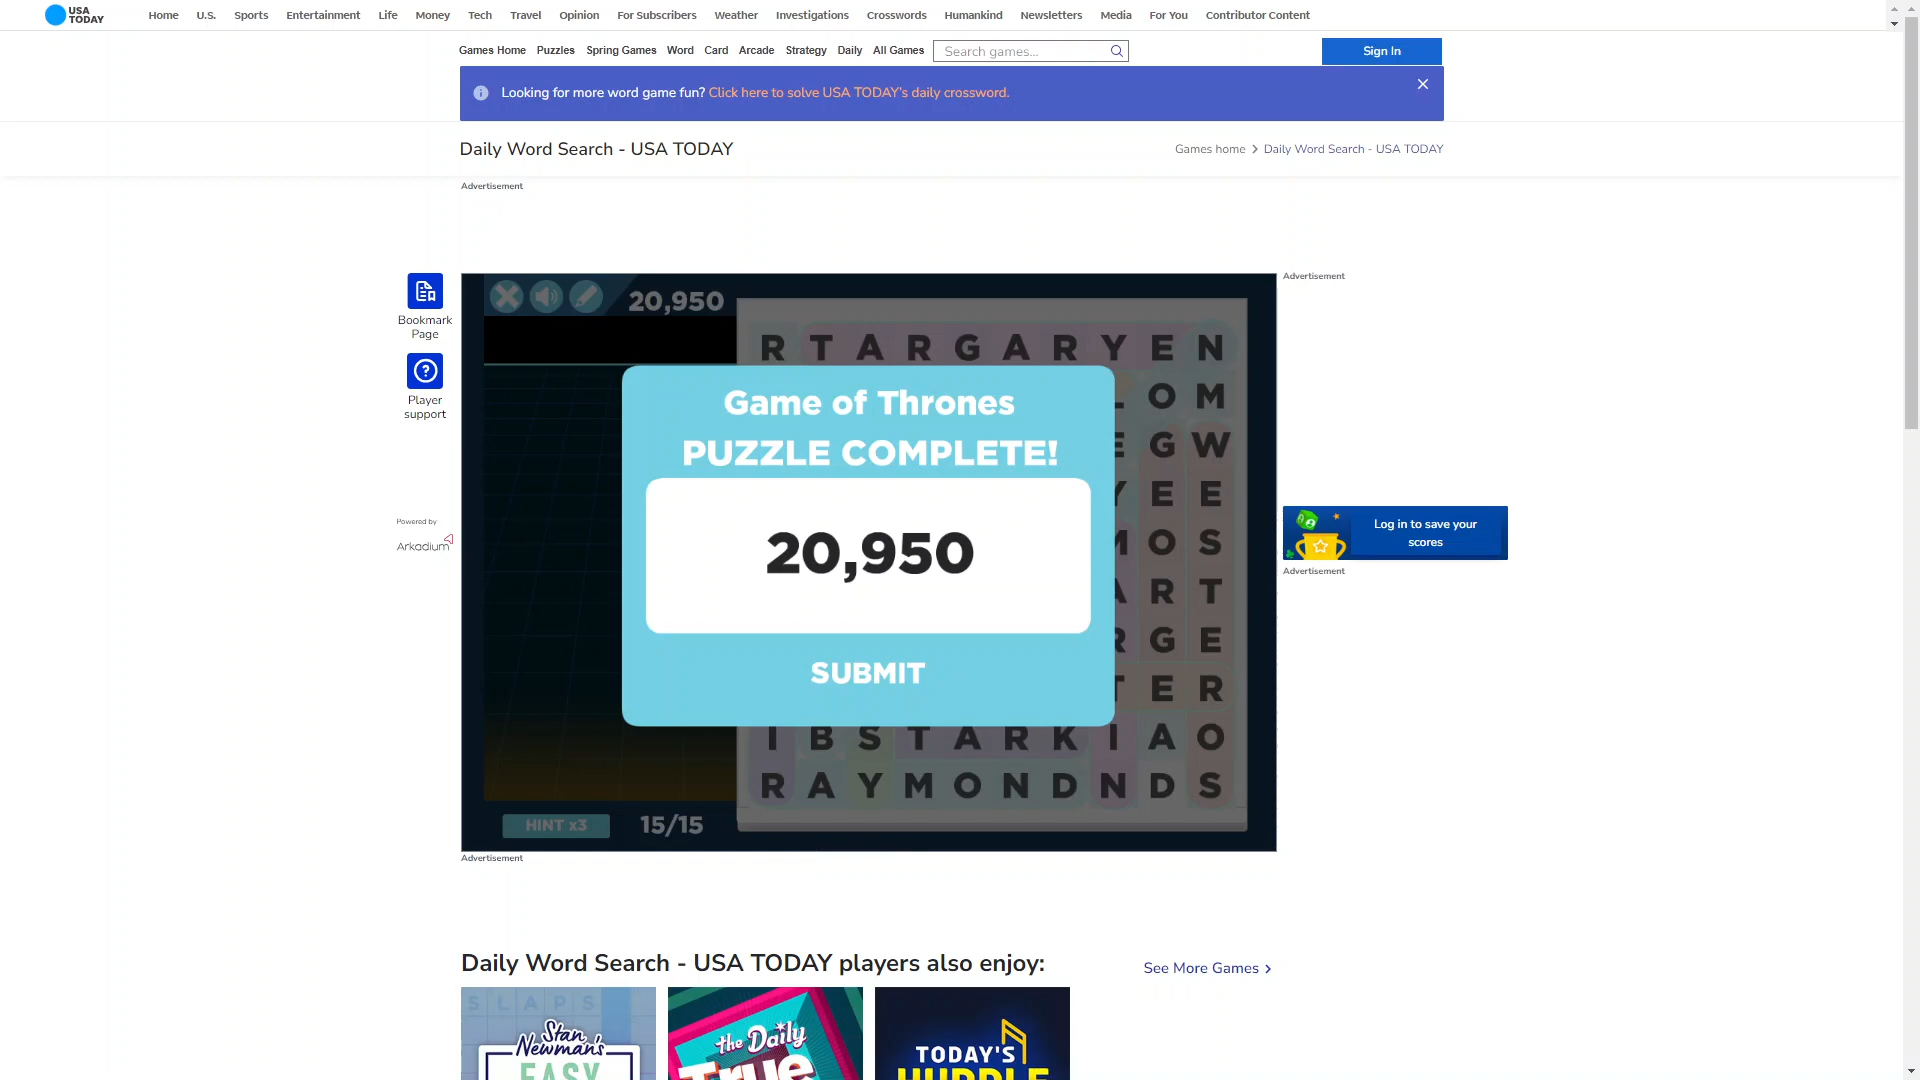 USA TODAY
Home U.S. Sports Entertainment Life Money Tech Travel Opinion For Subscribers Weather Investigations Crosswords Humankind Newsletters Media For You Contributor Content
Games Home Puzzles Spring Games Word Card Arcade Strategy Daily All Games Search games... Sign In
Looking for more word game fun? Click here to solve USA TODAY's daily crossword.
Daily Word Search - USA TODAY
Games home > Daily Word Search - USA TODAY
Advertisement
Bookmark Page
Player support
Powered by
Arkadium
20,950
R T A R G A R Y E N
L O M
E G W
Y E E
M O S
A R T
R G E
T E R
I B S T A R K I A O
R A Y M O N D N D S
Game of Thrones
PUZZLE COMPLETE!
20,950
SUBMIT
HINT x3 15/15
Advertisement
Log in to save your scores
Advertisement
Advertisement
Daily Word Search - USA TODAY players also enjoy:
See More Games >
S L A P S
Stan Newman's
EASY
the Daily
True
TODAY'S
HURDLE